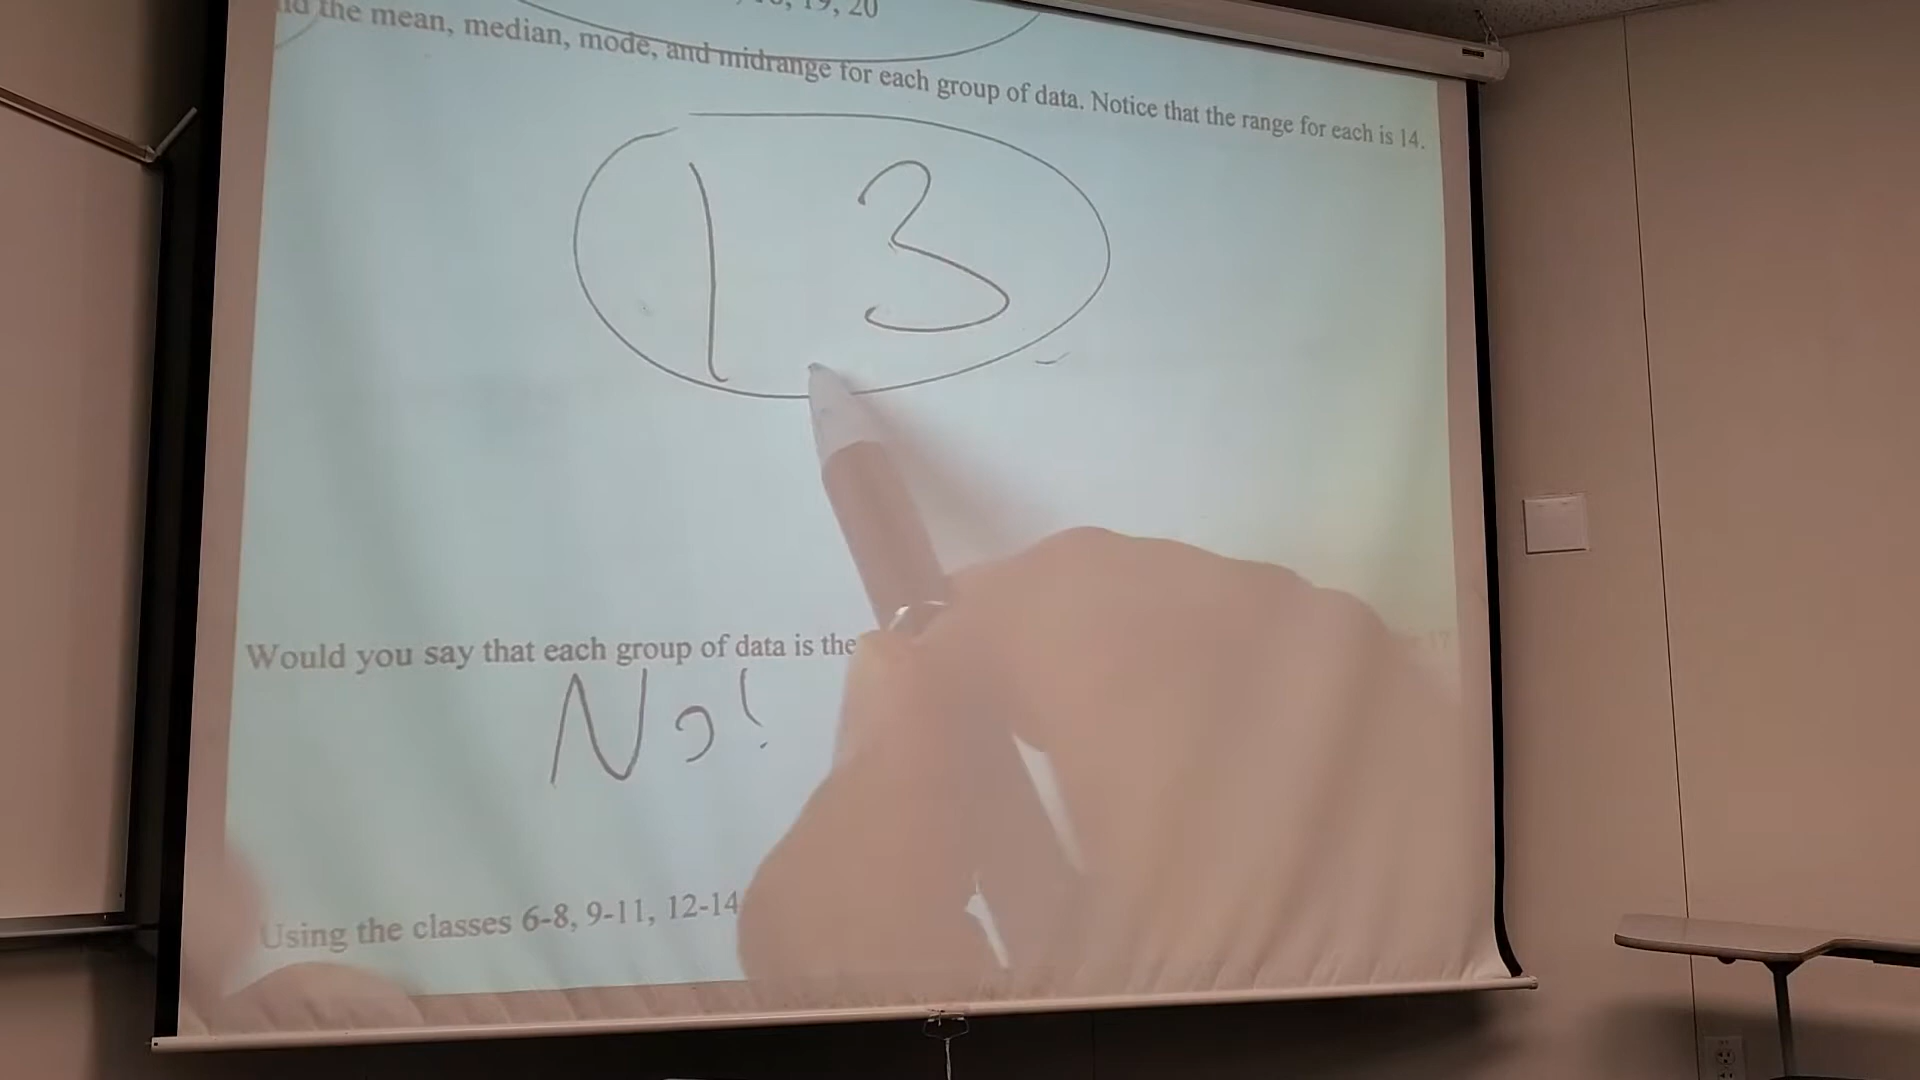 19, 20
the mean, median, mode, and midrange for each group of data. Notice that the range for each is 14.
13
Would you say that each group of data is the
No!
Using the classes 6-8, 9-11, 12-14